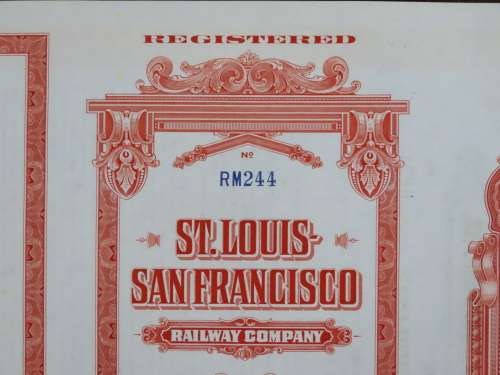 REGISTERED
No
RM244
ST. LOUIS-
SAN FRANCISCO
RAILWAY COMPANY